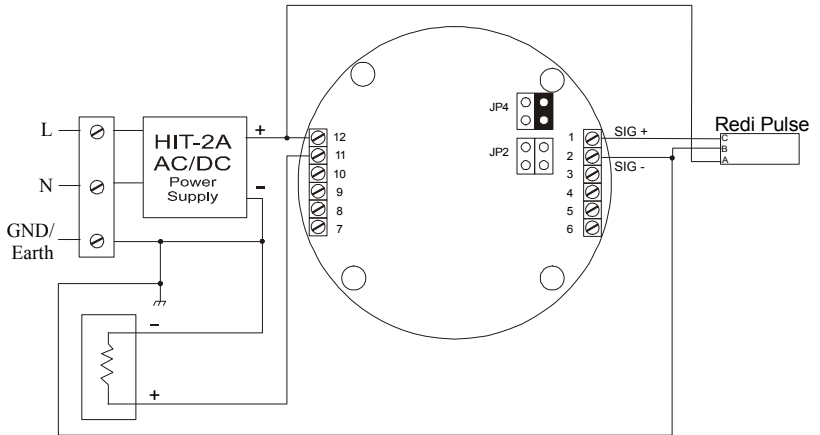 L
N
GND/
Earth
HIT-2A
AC/DC
Power
Supply
+
-
-
+
12
11
10
9
8
7
JP4
JP2
1
2
3
4
5
6
SIG +
SIG -
Redi Pulse
C
B
A